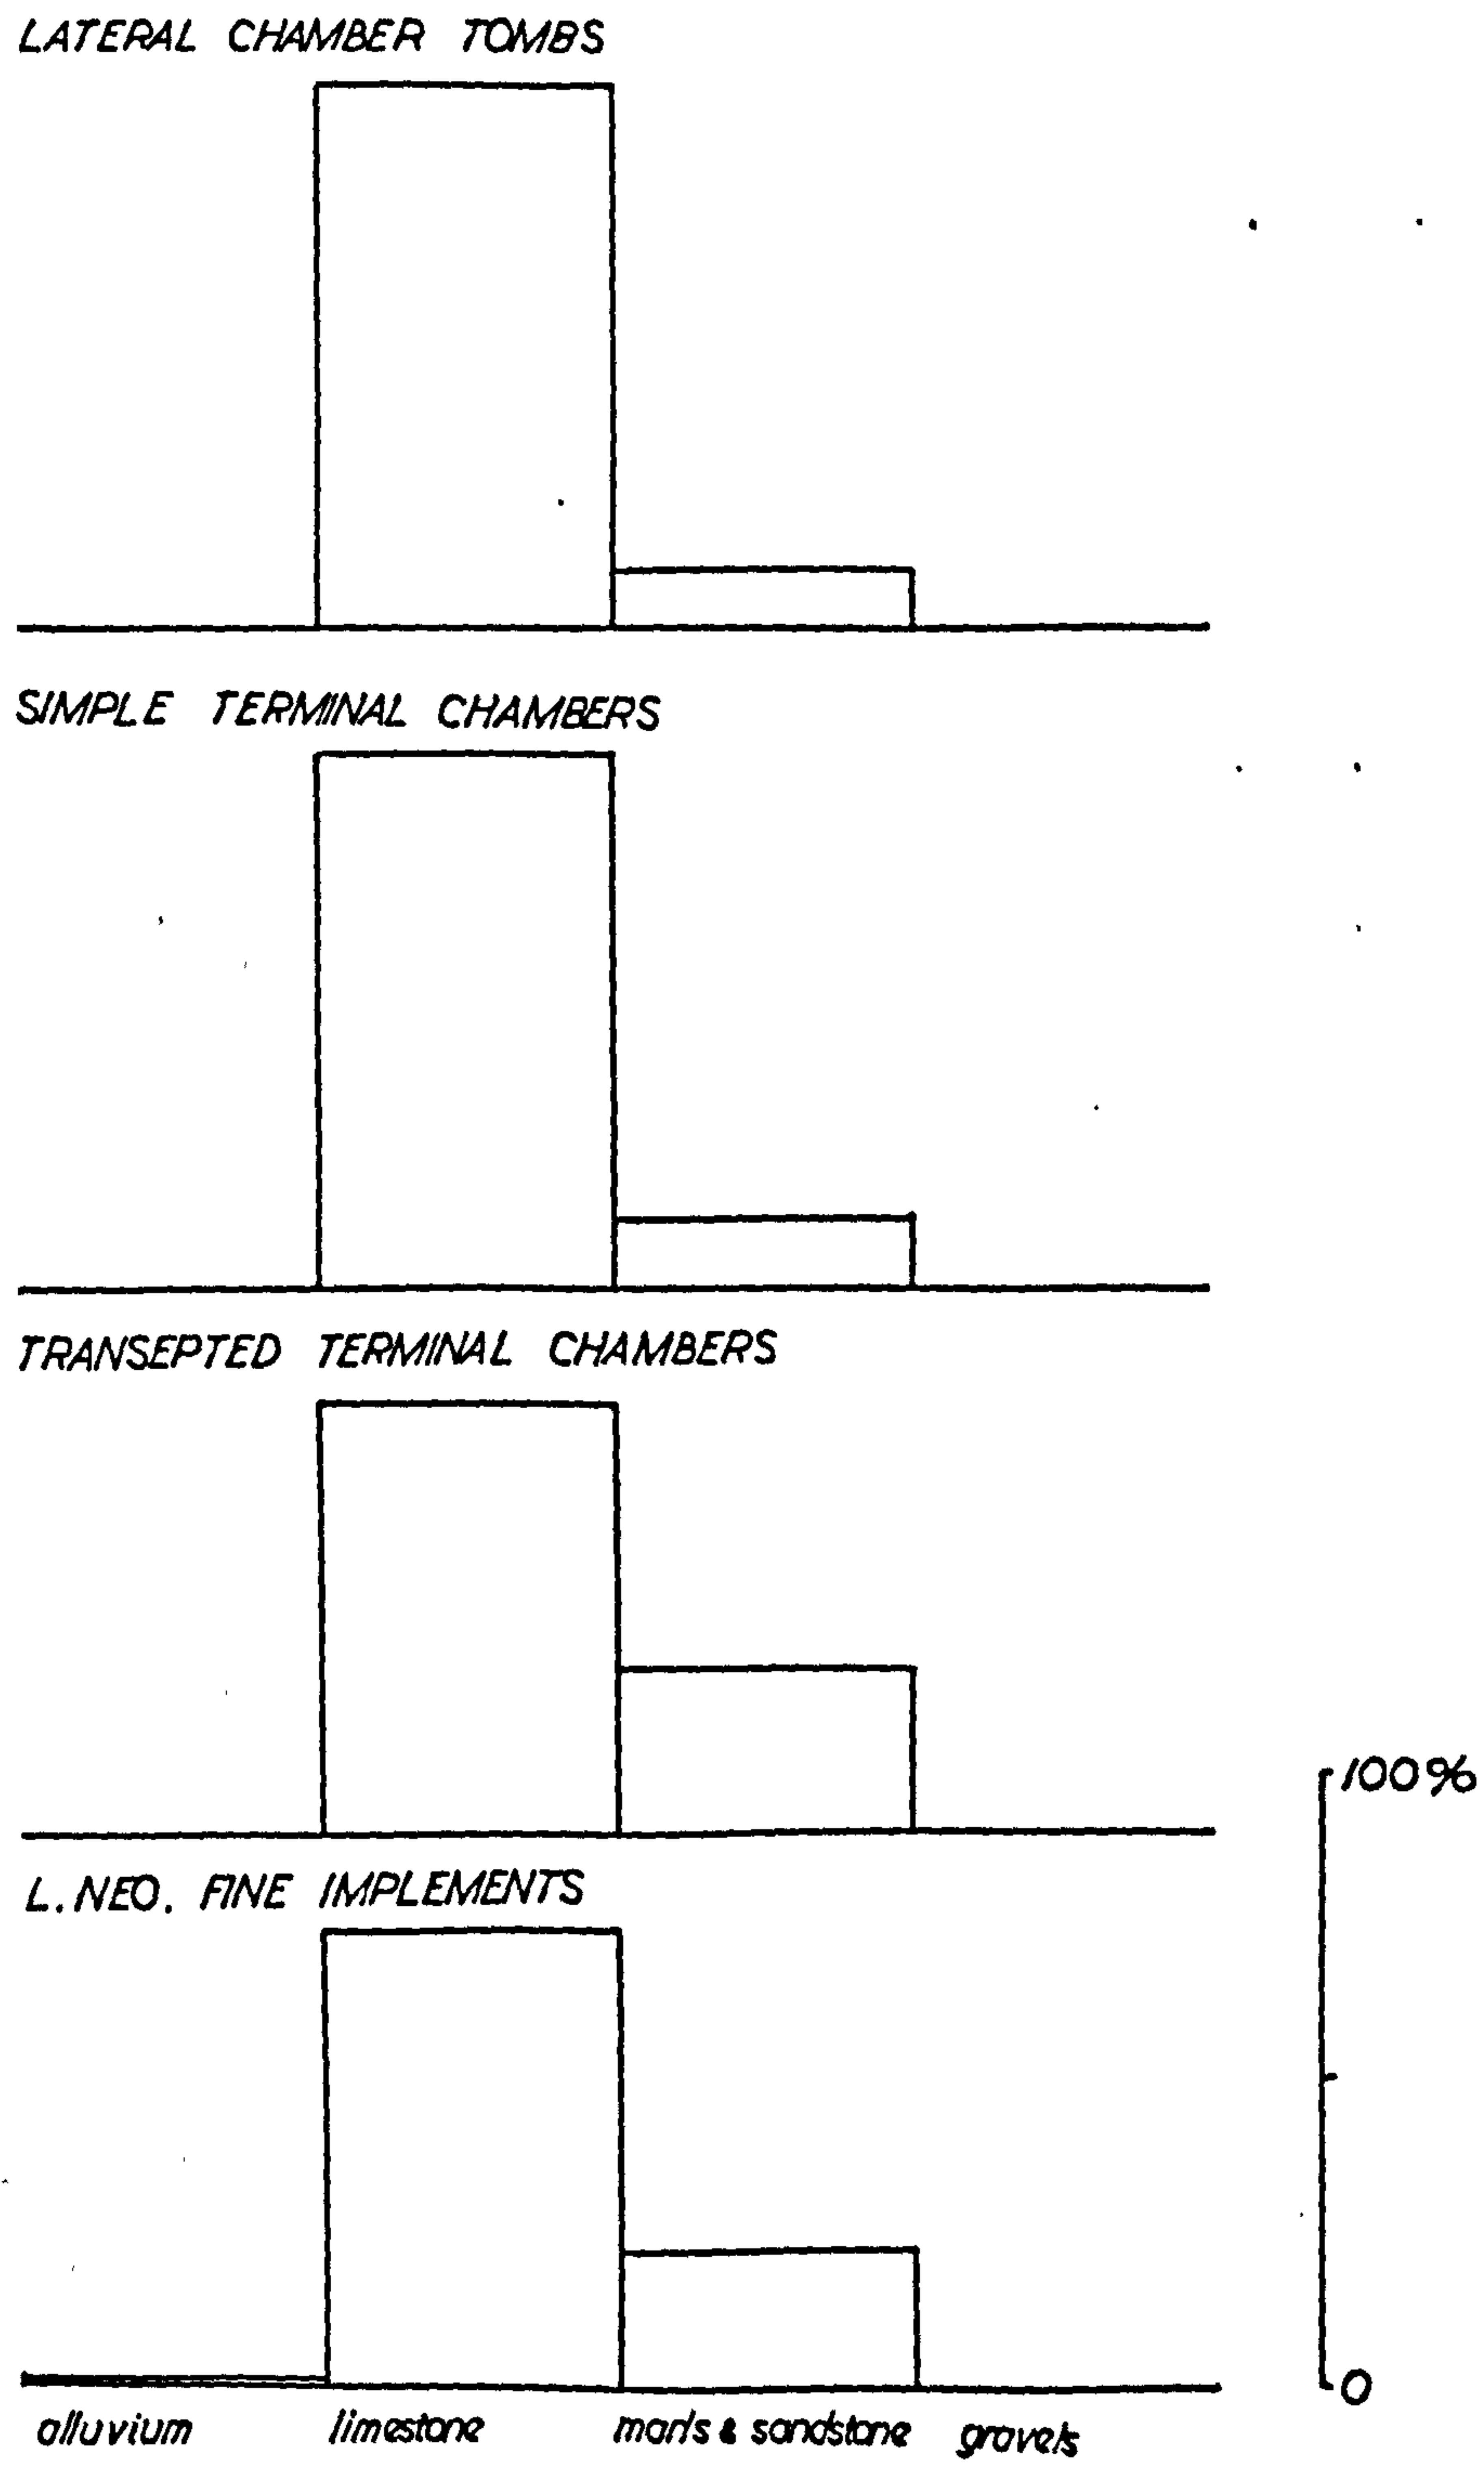 LATERAL CHAMBER TOMBS
SIMPLE TERMINAL CHAMBERS
TRANSEPTED TERMINAL CHAMBERS
100%
L. NEO. FINE IMPLEMENTS
0
alluvium limestone marls & sandstone gravels